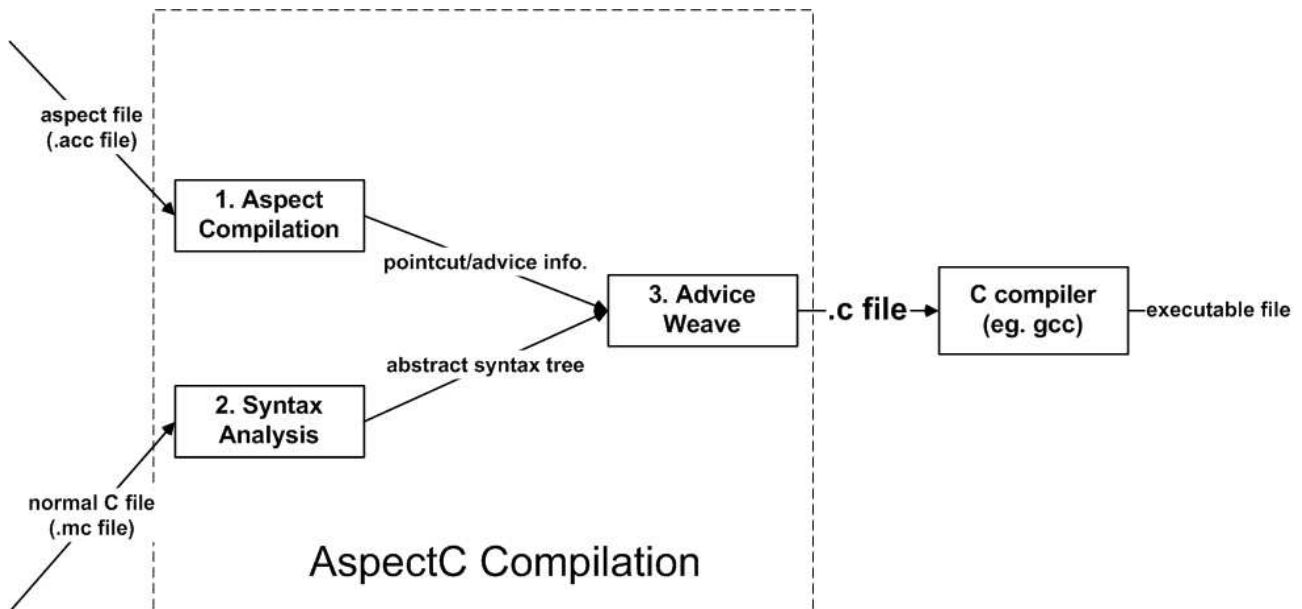 aspect file
(.acc file)
1. Aspect
Compilation
pointcut/advice info.
3. Advice
Weave
.c file
C compiler
(eg. gcc)
executable file
abstract syntax tree
2. Syntax
Analysis
normal C file
(.mc file)
AspectC Compilation